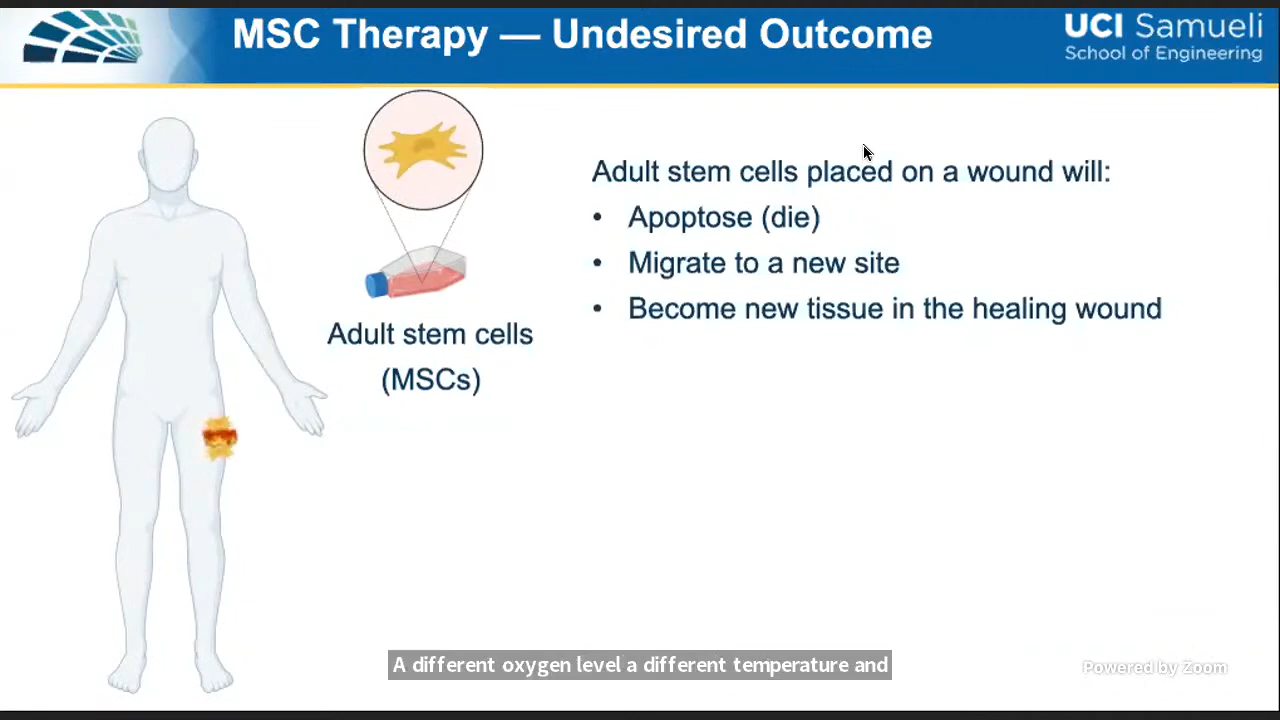 MSC Therapy — Undesired Outcome
UCI Samueli
School of Engineering
Adult stem cells placed on a wound will:
• Apoptose (die)
• Migrate to a new site
• Become new tissue in the healing wound
Adult stem cells
(MSCs)
A different oxygen level a different temperature and
Powered by Zoom